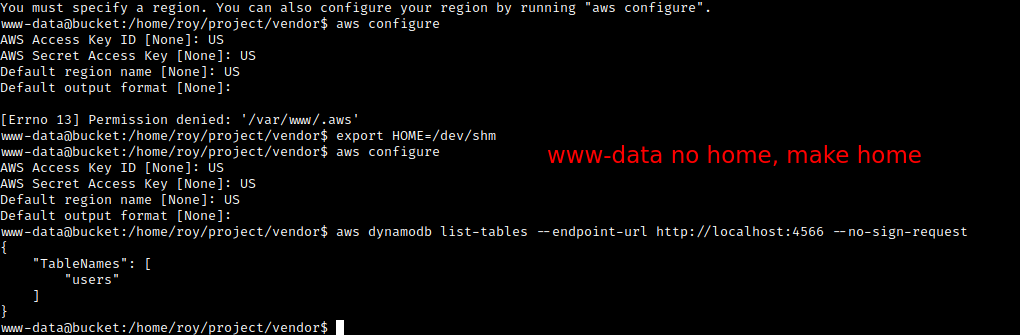 You must specify a region. You can also configure your region by running "aws configure".
www-data@bucket:/home/roy/project/vendor$ aws configure
AWS Access Key ID [None]: US
AWS Secret Access Key [None]: US
Default region name [None]: US
Default output format [None]:
[Errno 13] Permission denied: '/var/www/.aws'
www-data@bucket:/home/roy/project/vendor$ export HOME=/dev/shm
www-data@bucket:/home/roy/project/vendor$ aws configure
www-data no home, make home
AWS Access Key ID [None]: US
AWS Secret Access Key [None]: US
Default region name [None]: US
Default output format [None]:
www-data@bucket:/home/roy/project/vendor$ aws dynamodb list-tables --endpoint-url http://localhost:4566 --no-sign-request
{
    "TableNames": [
        "users"
    ]
}
www-data@bucket:/home/roy/project/vendor$